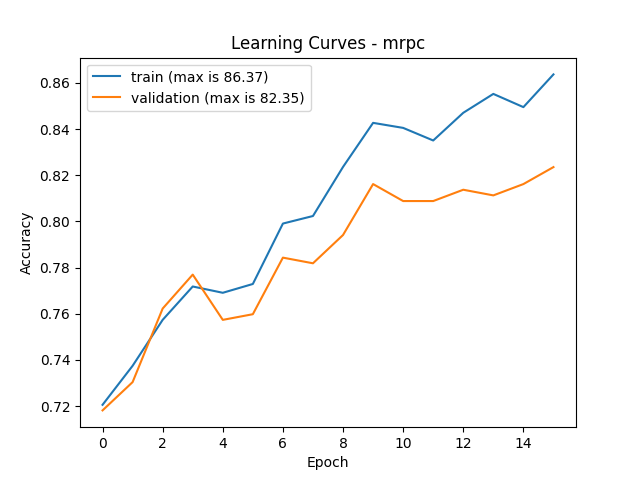 Learning Curves - mrpc
train (max is 86.37)
validation (max is 82.35)
Accuracy
0.86
0.84
0.82
0.80
0.78
0.76
0.74
0.72
0 2 4 6 8 10 12 14
Epoch